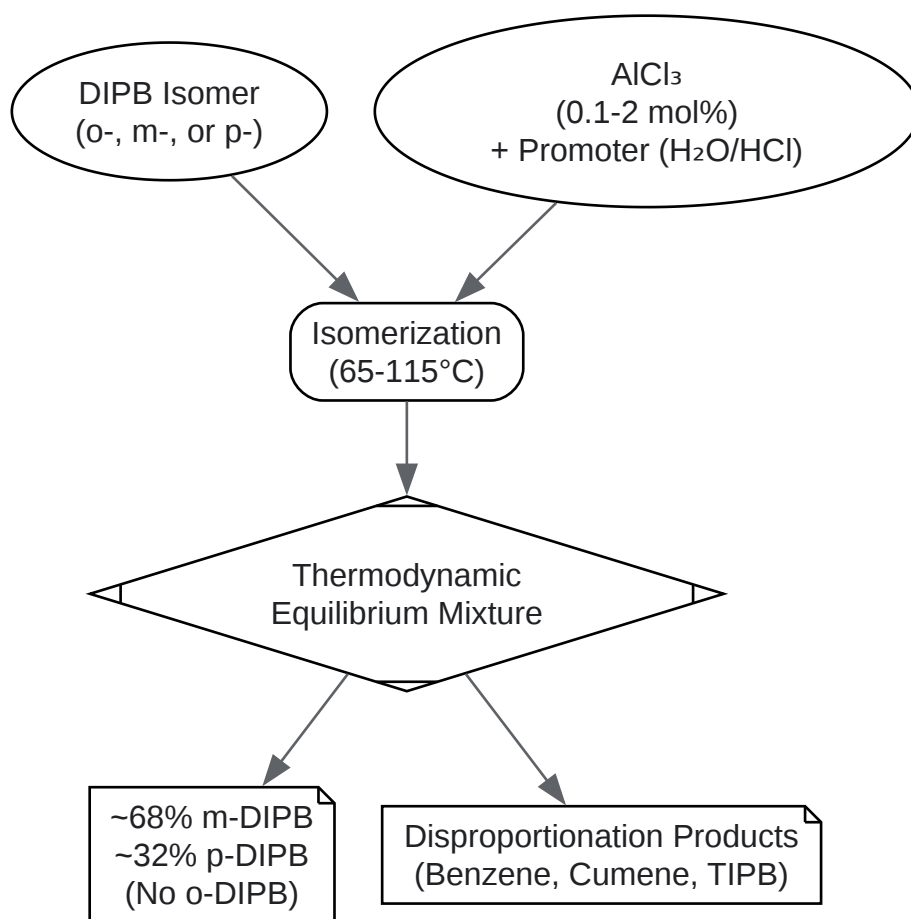 DIPB Isomer
(o-, m-, or p-)
AlCl₃
(0.1-2 mol%)
+ Promoter (H₂O/HCl)
Isomerization
(65-115°C)
Thermodynamic
Equilibrium Mixture
~68% m-DIPB
~32% p-DIPB
(No o-DIPB)
Disproportionation Products
(Benzene, Cumene, TIPB)